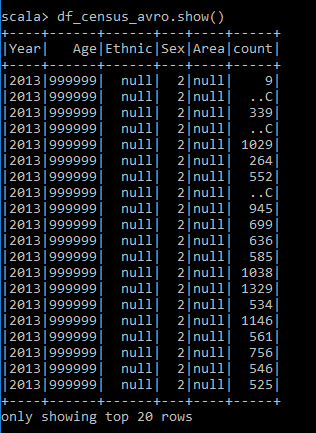 scala> df_census_avro.show()
+----+------+------+---+----+-----+
|Year|   Age|Ethnic|Sex|Area|count|
+----+------+------+---+----+-----+
|2013|999999|  null|  2|null|    9|
|2013|999999|  null|  2|null|  ..C|
|2013|999999|  null|  2|null|  339|
|2013|999999|  null|  2|null|  ..C|
|2013|999999|  null|  2|null| 1029|
|2013|999999|  null|  2|null|  264|
|2013|999999|  null|  2|null|  552|
|2013|999999|  null|  2|null|  ..C|
|2013|999999|  null|  2|null|  945|
|2013|999999|  null|  2|null|  699|
|2013|999999|  null|  2|null|  636|
|2013|999999|  null|  2|null|  585|
|2013|999999|  null|  2|null| 1038|
|2013|999999|  null|  2|null| 1329|
|2013|999999|  null|  2|null|  534|
|2013|999999|  null|  2|null| 1146|
|2013|999999|  null|  2|null|  561|
|2013|999999|  null|  2|null|  756|
|2013|999999|  null|  2|null|  546|
|2013|999999|  null|  2|null|  525|
+----+------+------+---+----+-----+
only showing top 20 rows